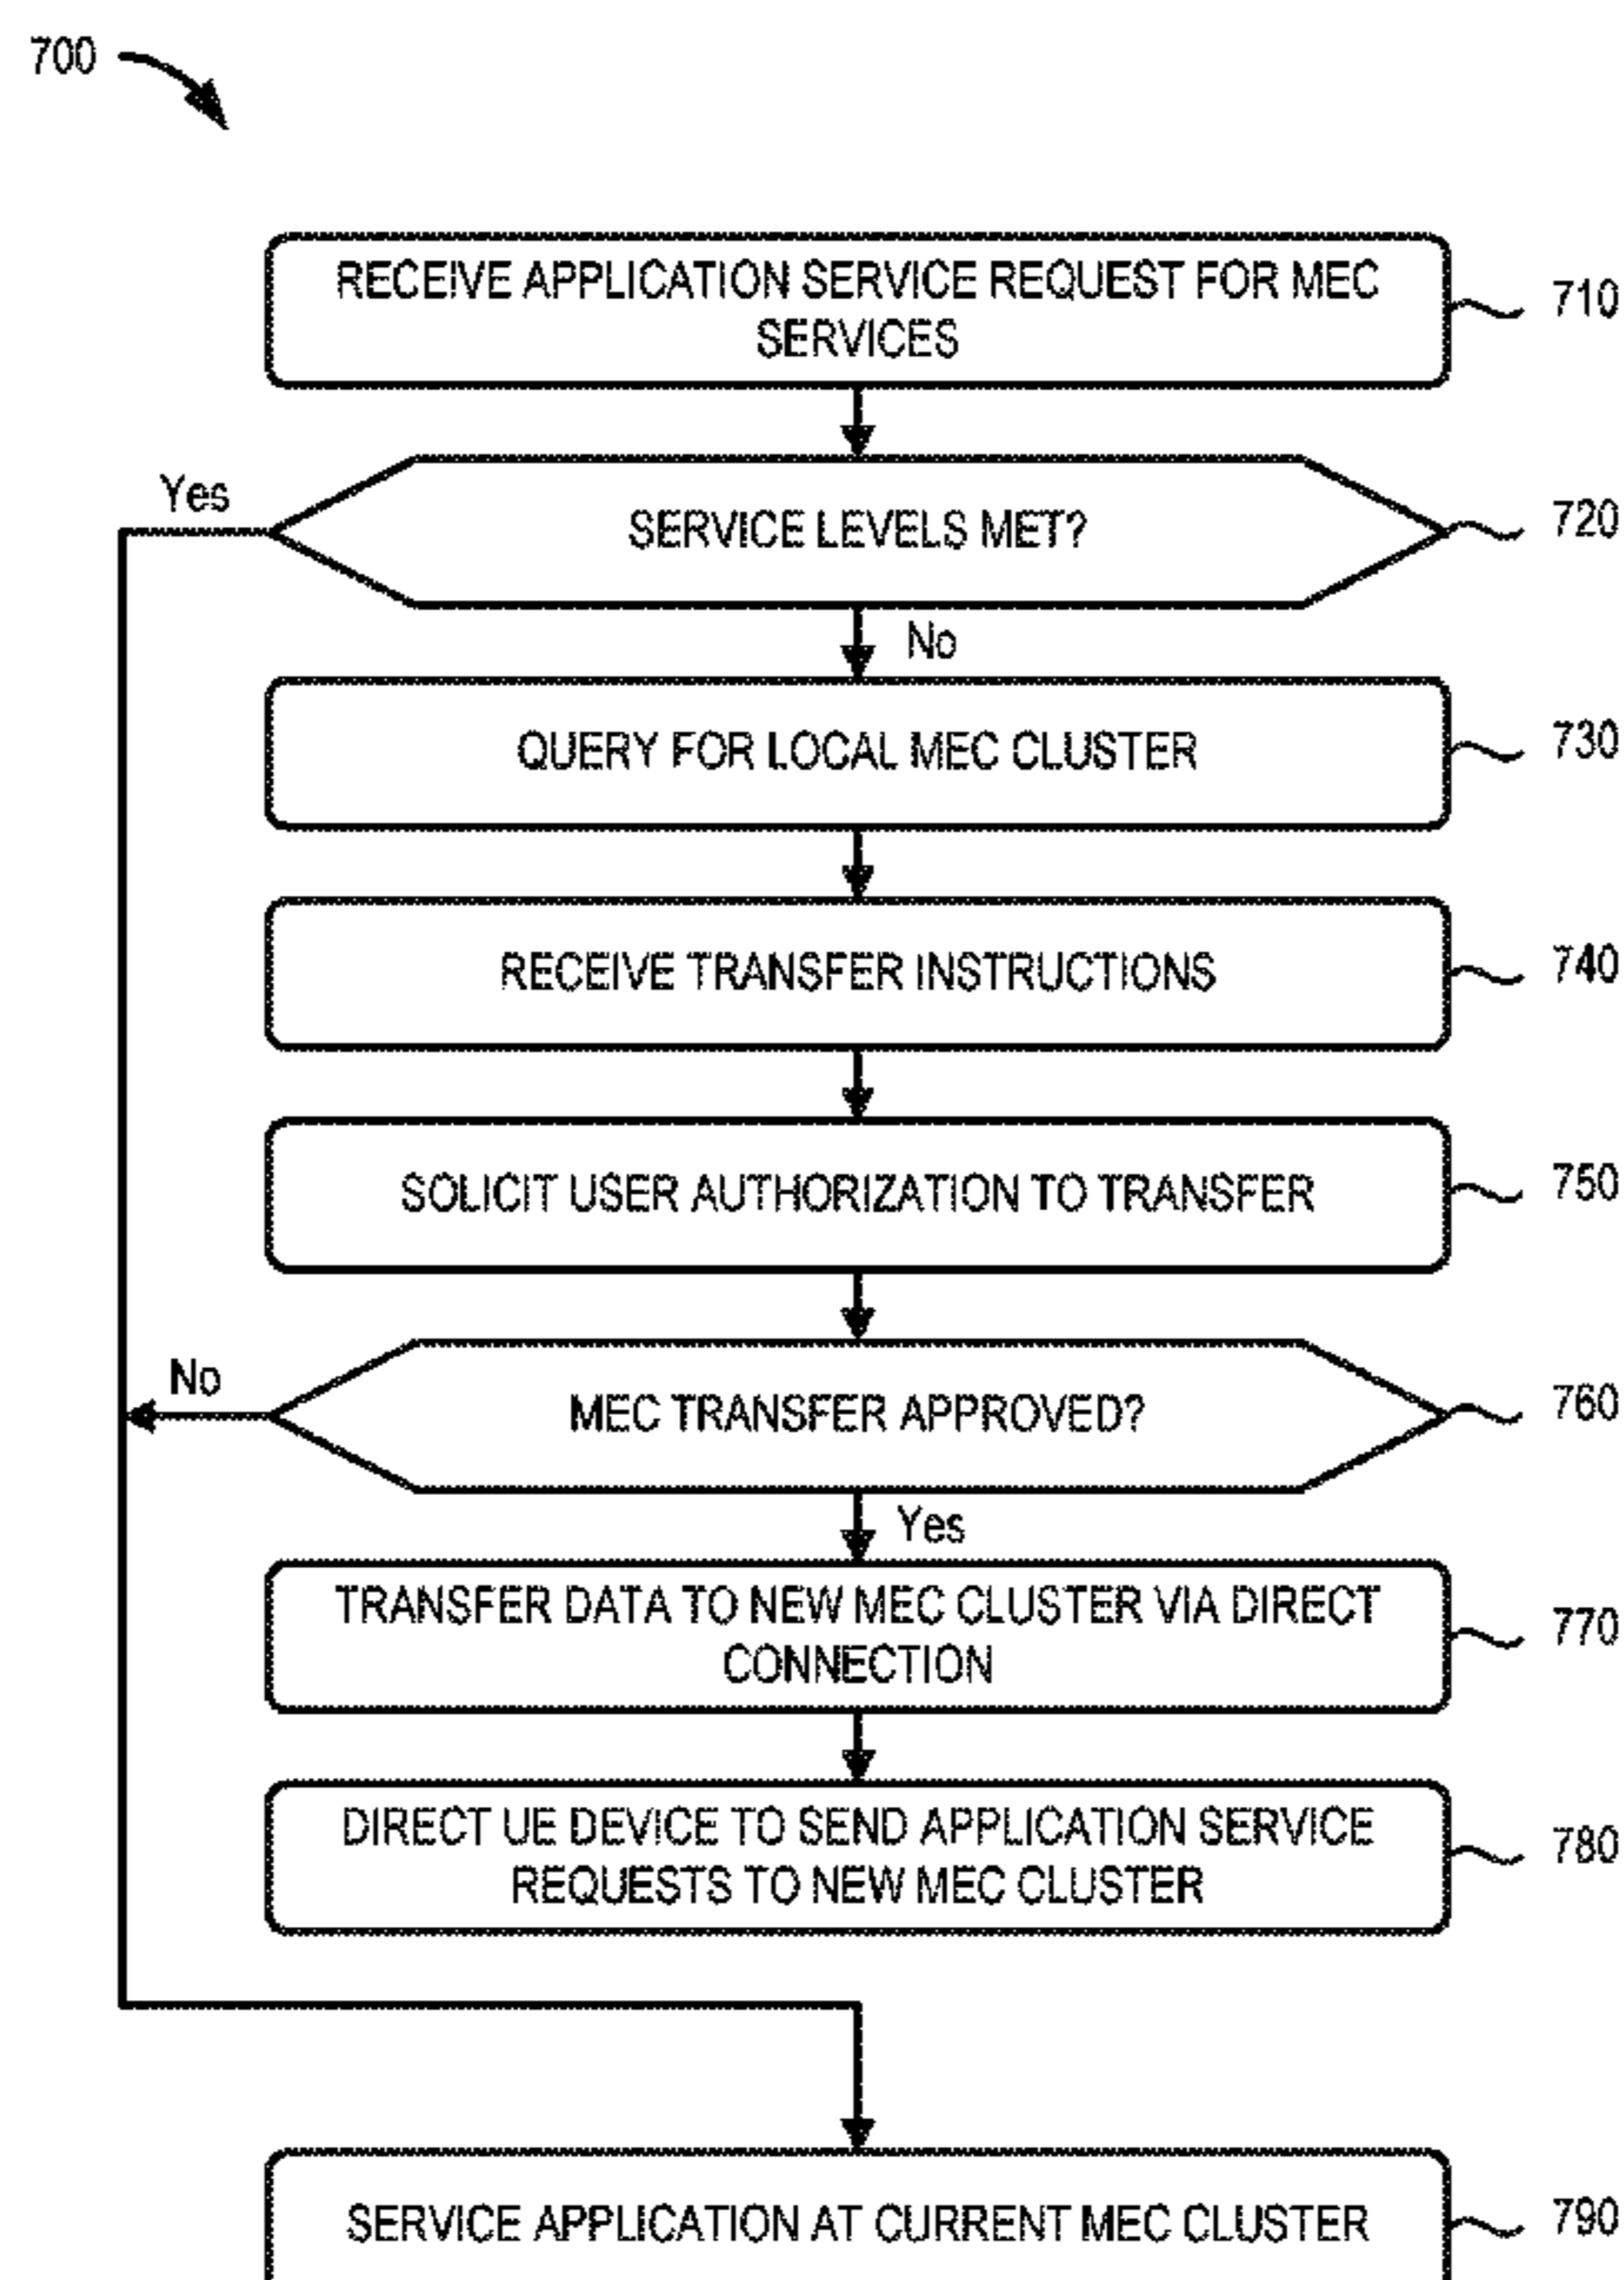 700
RECEIVE APPLICATION SERVICE REQUEST FOR MEC
SERVICES
710
Yes
SERVICE LEVELS MET?
720
No
QUERY FOR LOCAL MEC CLUSTER
730
RECEIVE TRANSFER INSTRUCTIONS
740
SOLICIT USER AUTHORIZATION TO TRANSFER
750
No
MEC TRANSFER APPROVED?
760
Yes
TRANSFER DATA TO NEW MEC CLUSTER VIA DIRECT
CONNECTION
770
DIRECT UE DEVICE TO SEND APPLICATION SERVICE
REQUESTS TO NEW MEC CLUSTER
780
SERVICE APPLICATION AT CURRENT MEC CLUSTER
790